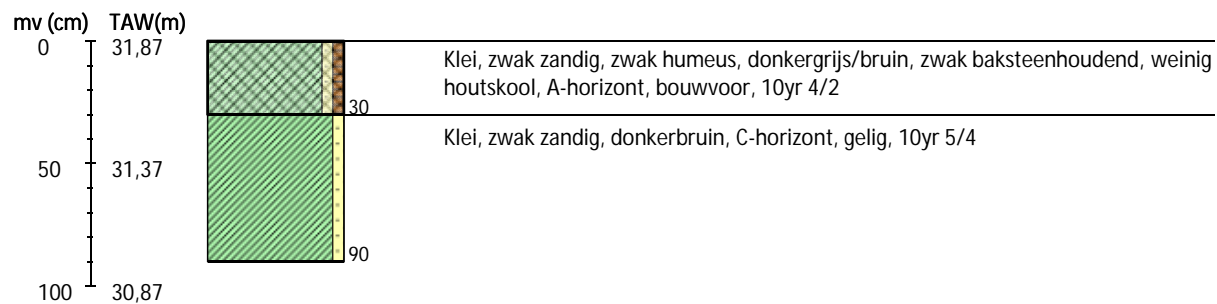 mv (cm) TAW(m)
0 31,87
Klei, zwak zandig, zwak humeus, donkergrijs/bruin, zwak baksteenhoudend, weinig
houtskool, A-horizont, bouwvoor, 10yr 4/2
30
Klei, zwak zandig, donkerbruin, C-horizont, gelig, 10yr 5/4
50 31,37
90
100 30,87